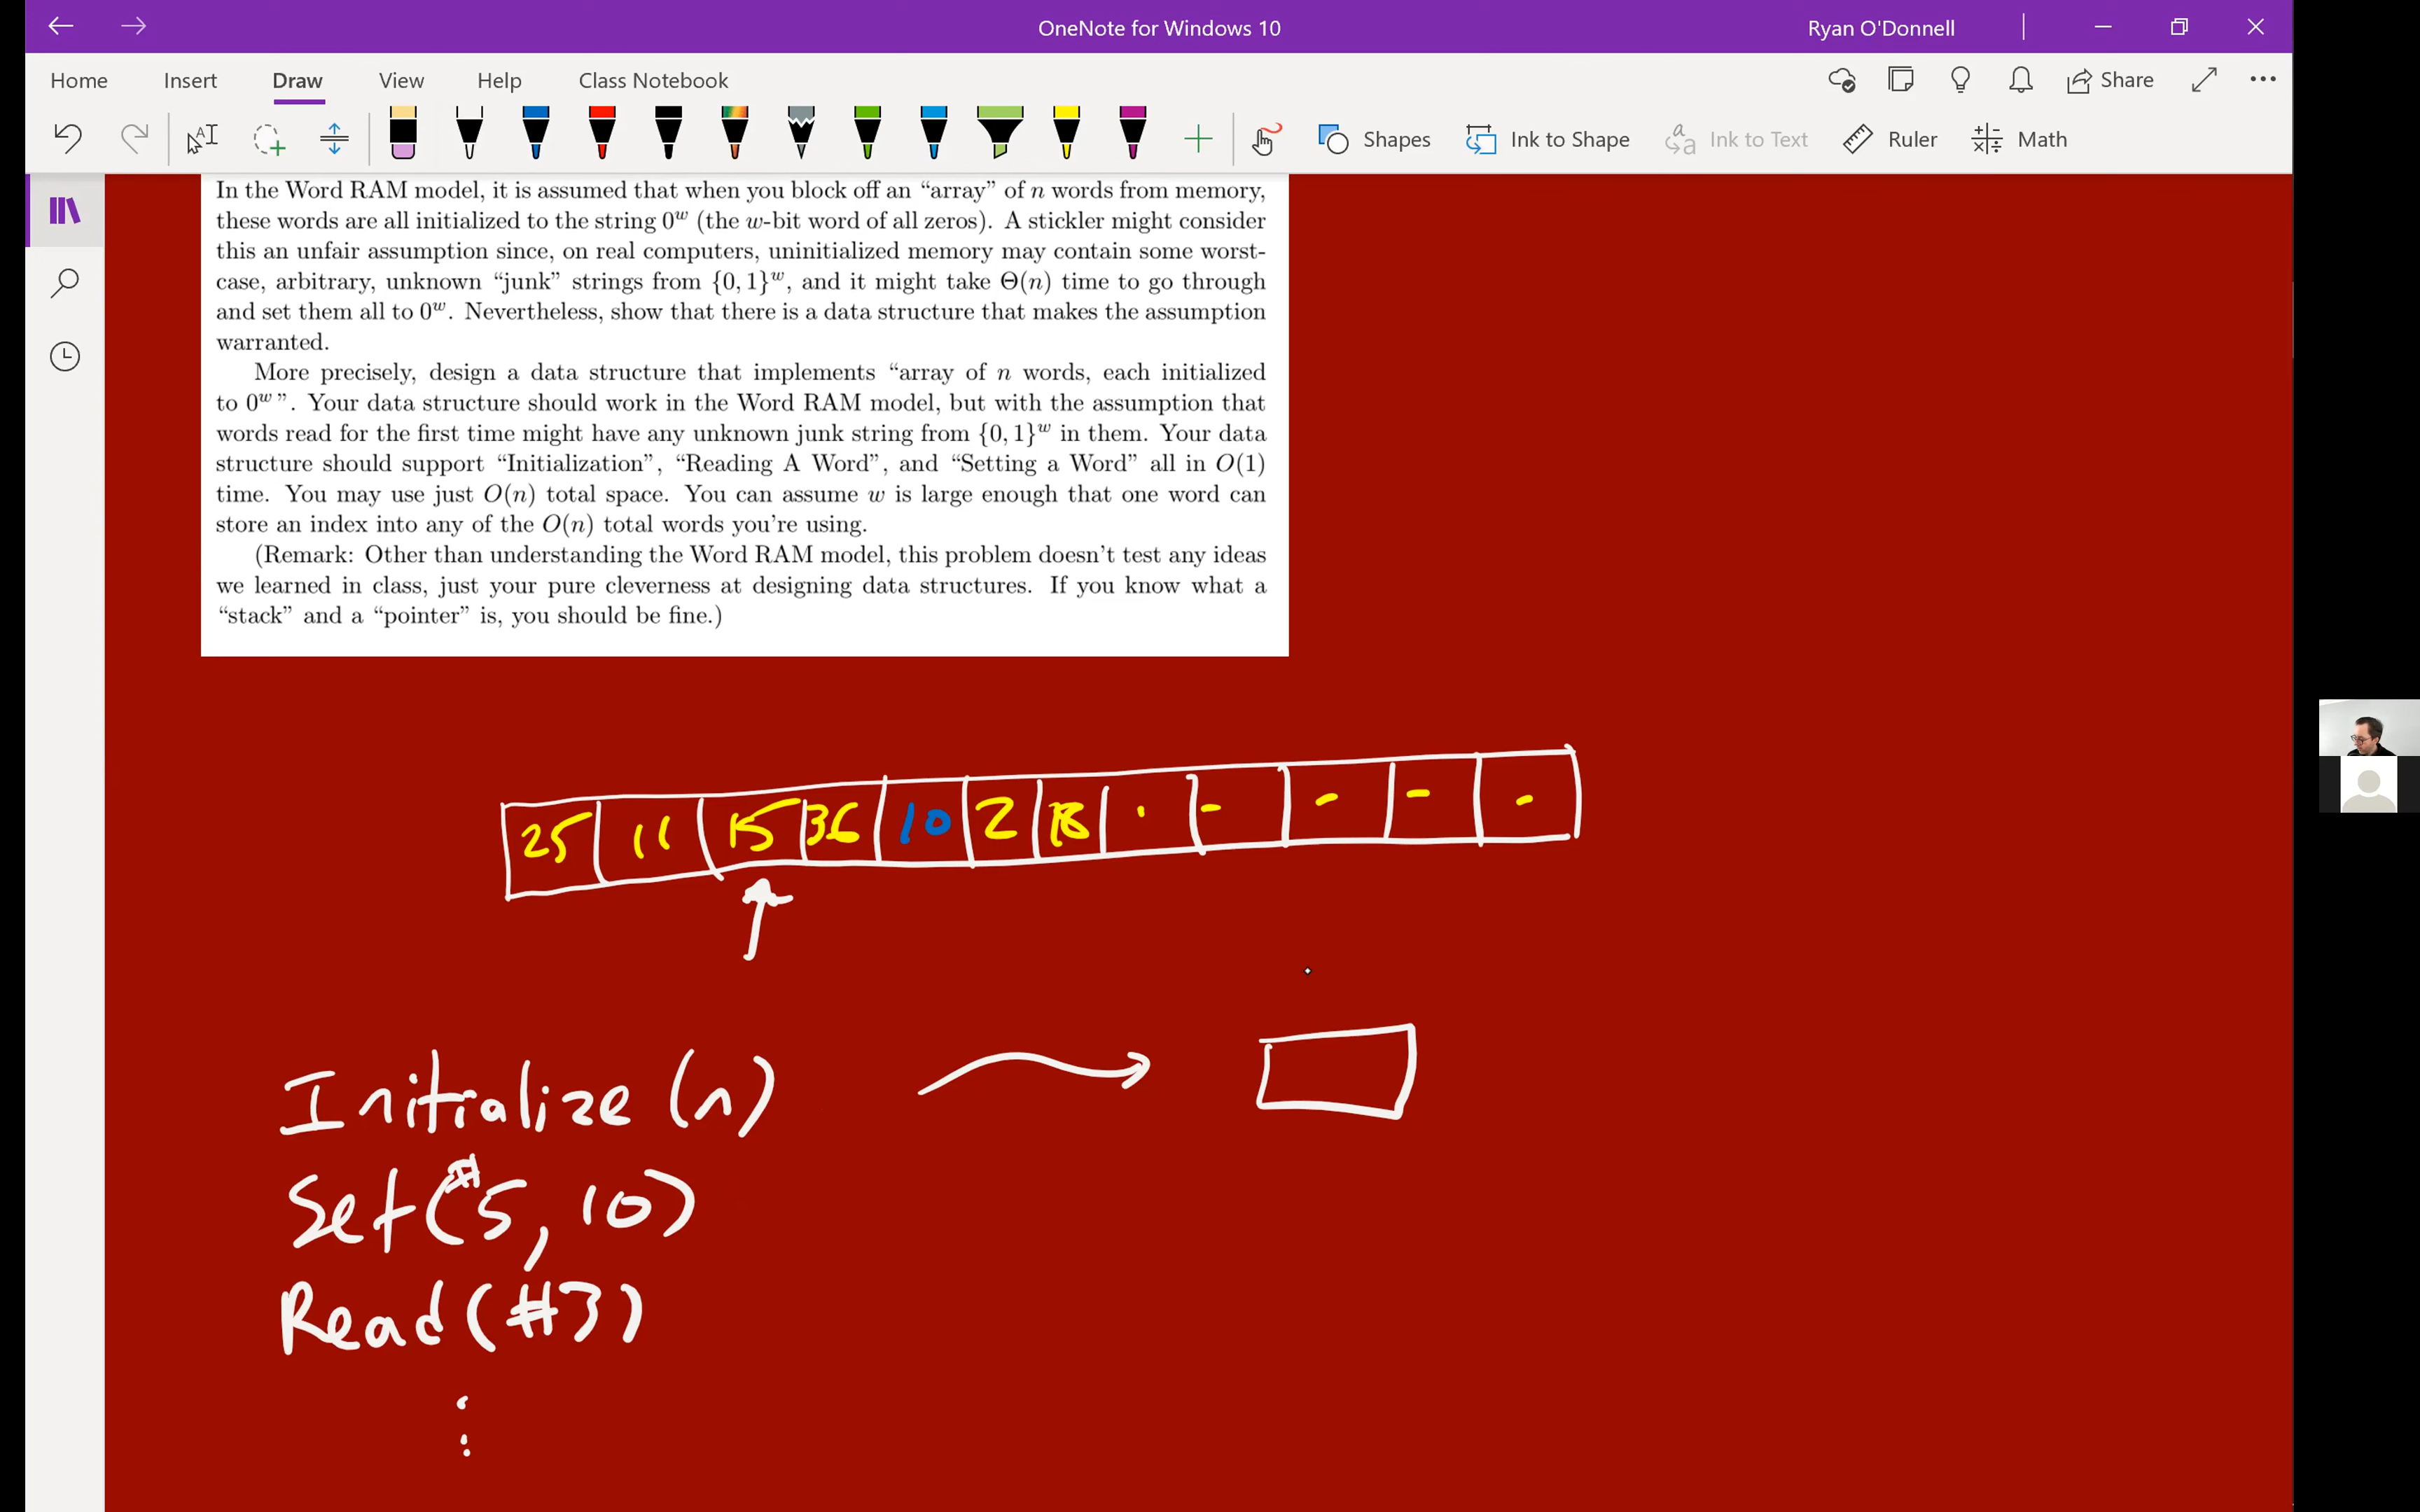 OneNote for Windows 10
Ryan O'Donnell
Home Insert Draw View Help Class Notebook Share
Shapes Ink to Shape Ink to Text Ruler Math
In the Word RAM model, it is assumed that when you block off an “array” of n words from memory,
these words are all initialized to the string 0ʷ (the w-bit word of all zeros). A stickler might consider
this an unfair assumption since, on real computers, uninitialized memory may contain some worst-
case, arbitrary, unknown “junk” strings from {0, 1}ʷ, and it might take Θ(n) time to go through
and set them all to 0ʷ. Nevertheless, show that there is a data structure that makes the assumption
warranted.
More precisely, design a data structure that implements “array of n words, each initialized
to 0ʷ”. Your data structure should work in the Word RAM model, but with the assumption that
words read for the first time might have any unknown junk string from {0, 1}ʷ in them. Your data
structure should support “Initialization”, “Reading A Word”, and “Setting a Word” all in O(1)
time. You may use just O(n) total space. You can assume w is large enough that one word can
store an index into any of the O(n) total words you’re using.
(Remark: Other than understanding the Word RAM model, this problem doesn’t test any ideas
we learned in class, just your pure cleverness at designing data structures. If you know what a
“stack” and a “pointer” is, you should be fine.)
25 11 15 36 10 2 18 . - - - -
Initialize (n)
Set(#5, 10)
Read(#3)